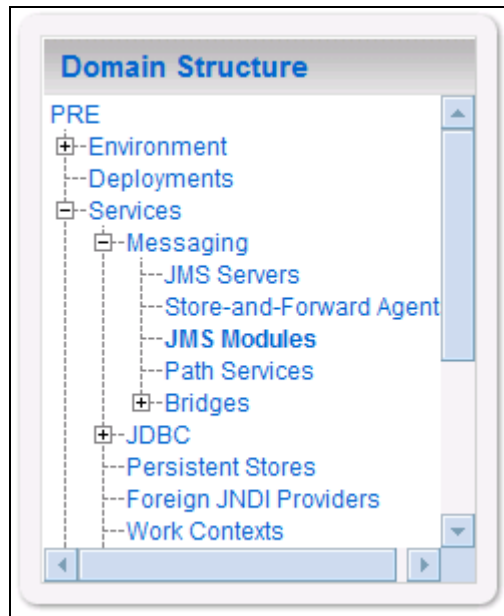 Domain Structure
PRE
Environment
Deployments
Services
Messaging
JMS Servers
Store-and-Forward Agent
JMS Modules
Path Services
Bridges
JDBC
Persistent Stores
Foreign JNDI Providers
Work Contexts